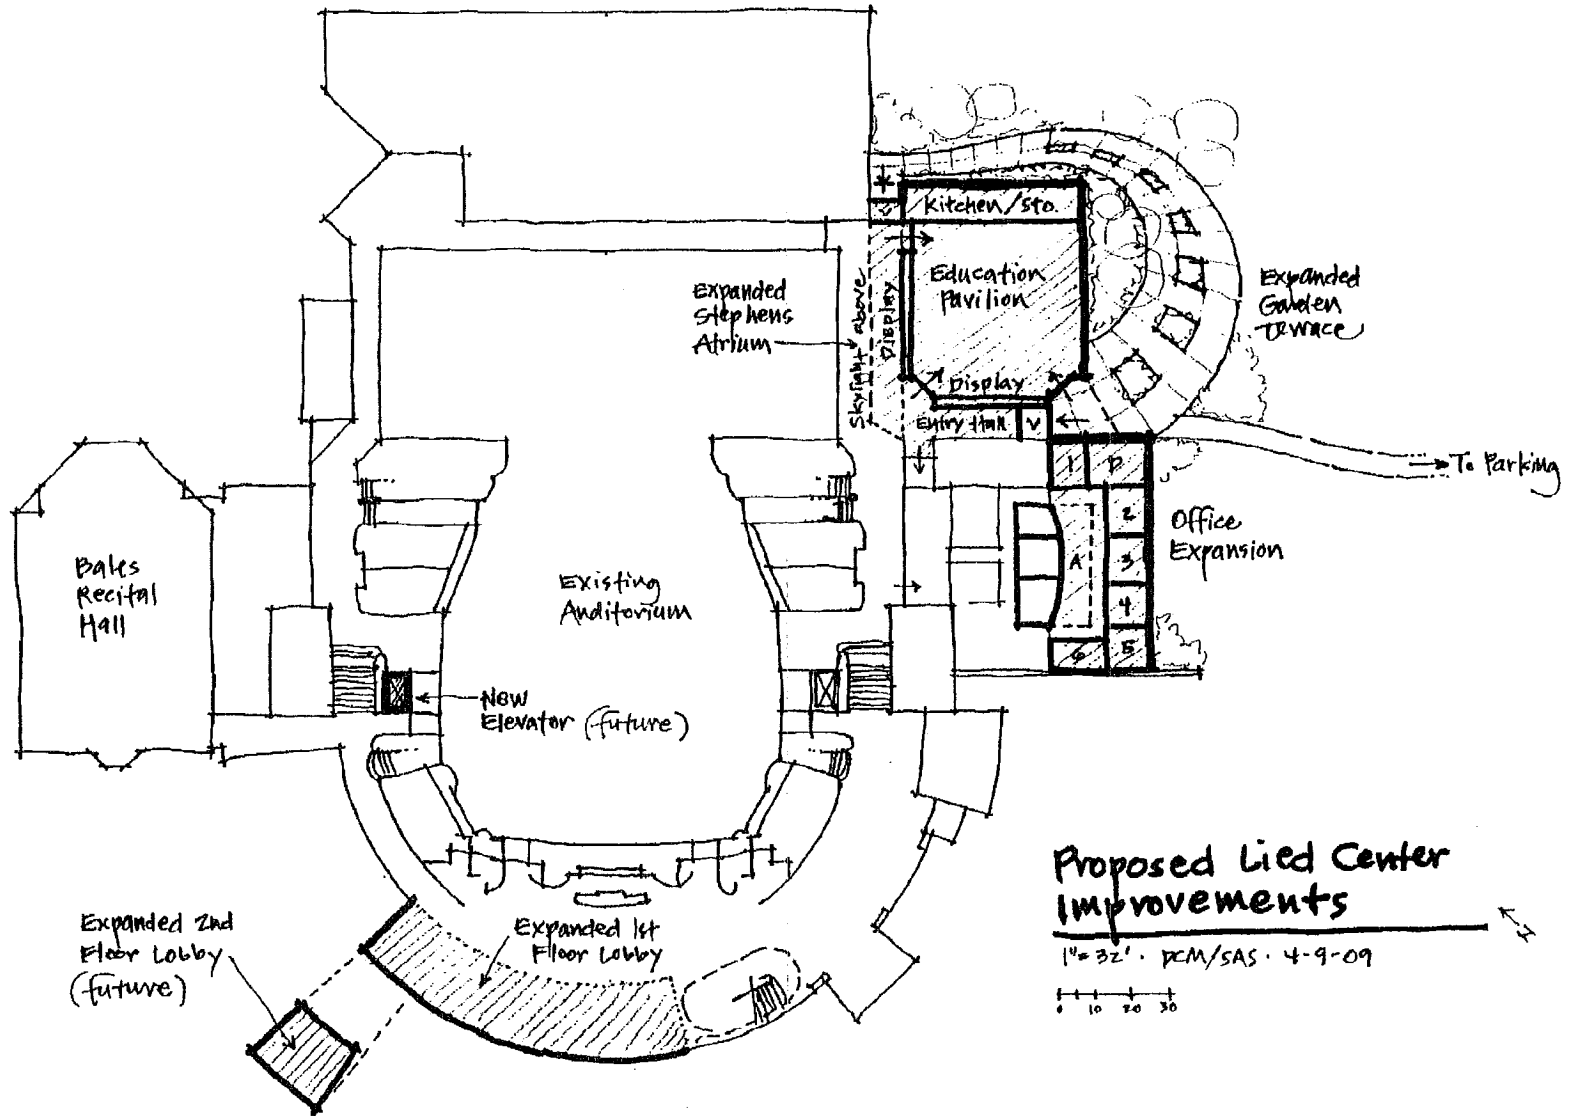 Kitchen/Sto.
Education
Pavilion
Expanded
Stephens
Atrium
Skylight above
Display
Display
Entry Hall
V
Expanded
Garden
Terrace
To Parking
1
D
2
3
4
5
6
A
Office
Expansion
Bales
Recital
Hall
Existing
Auditorium
New
Elevator (future)
Expanded 2nd
Floor Lobby
(future)
Expanded 1st
Floor Lobby
Proposed Lied Center
Improvements
1"=32' · PCM/SAS · 4-9-09
0 10 20 30